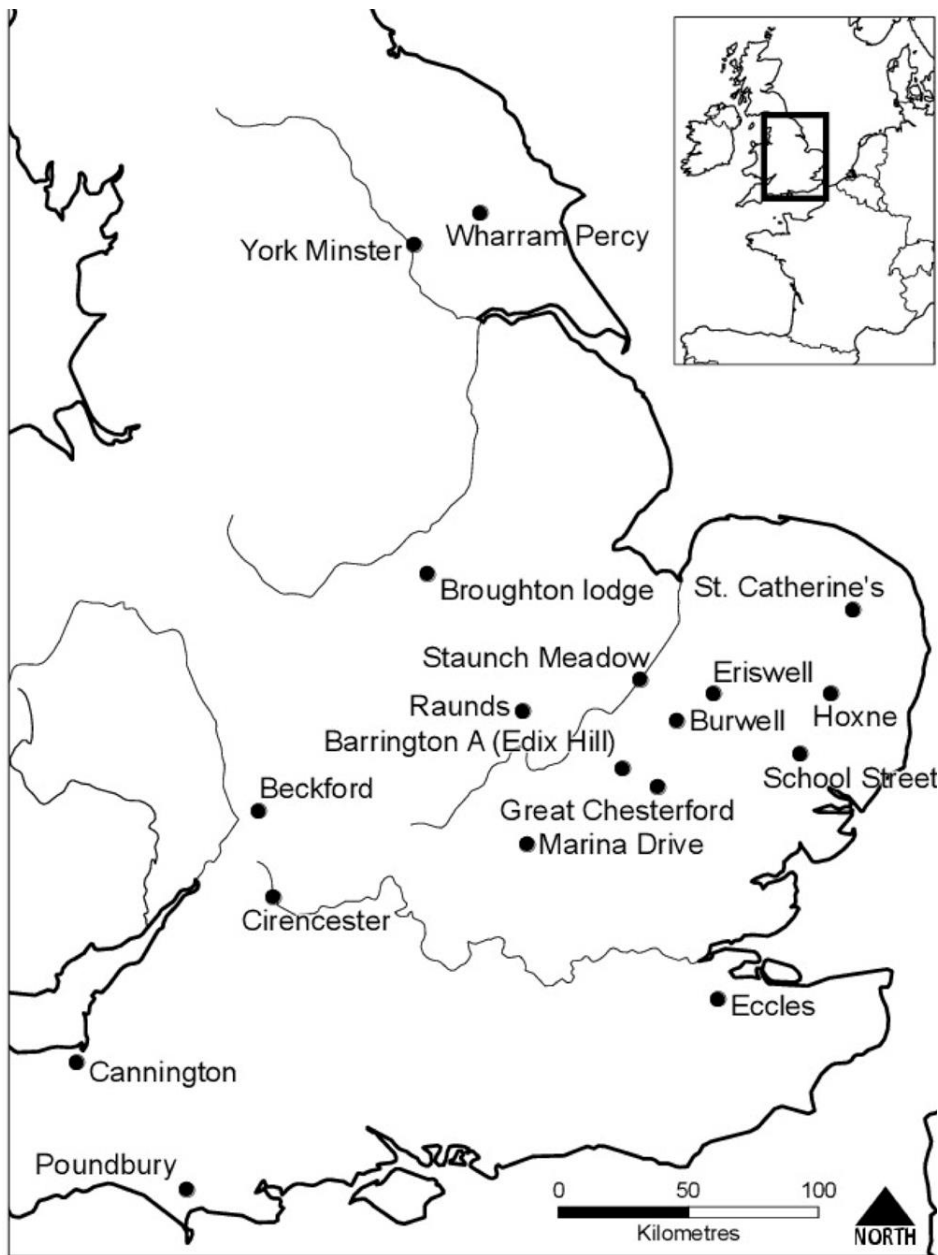 Wharram Percy
York Minster
Broughton lodge
St. Catherine's
Staunch Meadow
Eriswell
Raunds
Burwell
Hoxne
Barrington A (Edix Hill)
School Street
Beckford
Great Chesterford
Marina Drive
Cirencester
Eccles
Cannington
Poundbury
0 50 100
Kilometres
NORTH